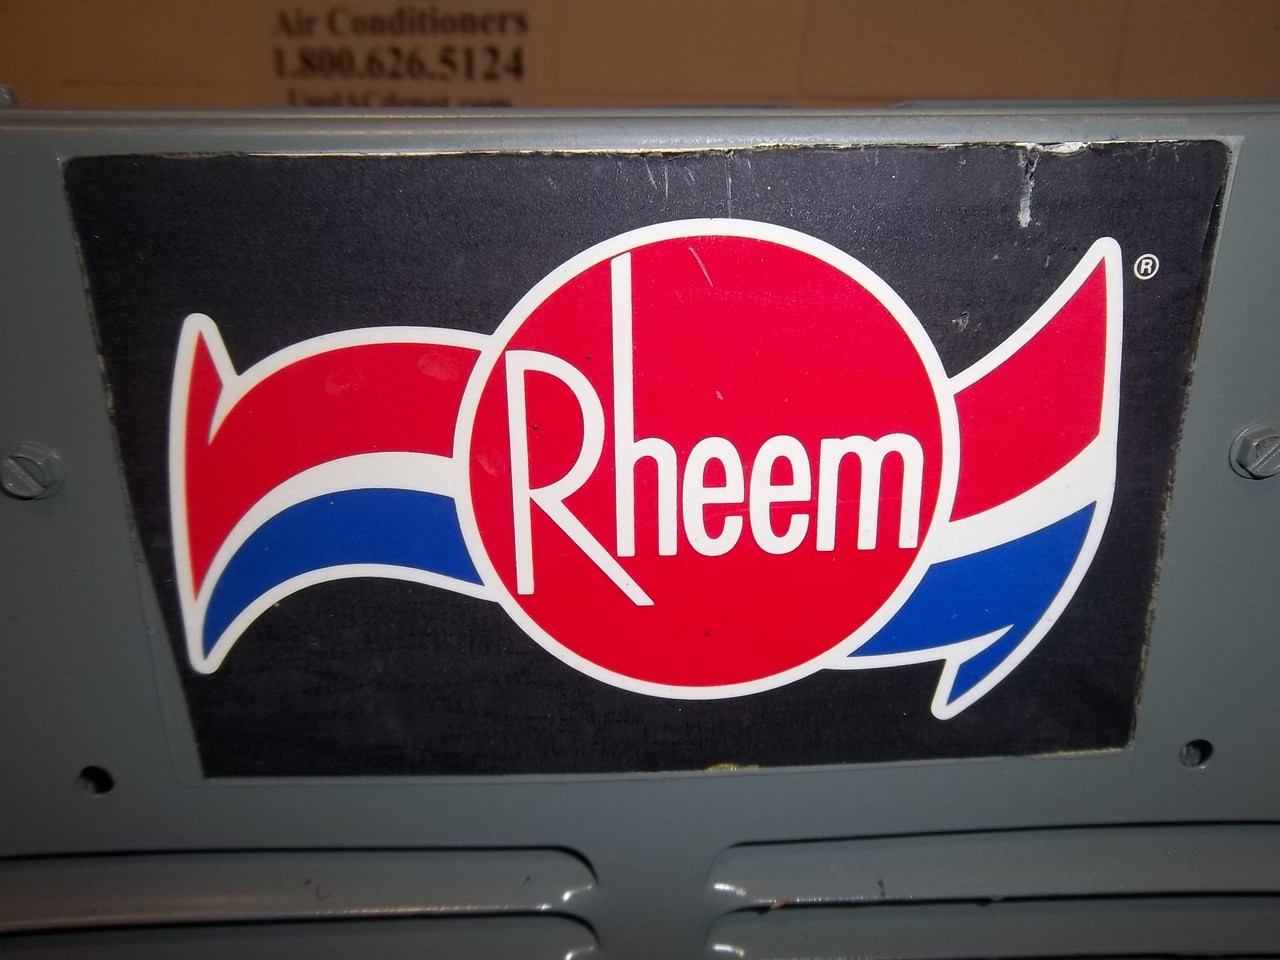 Air Conditioners
1.800.626.5124
Rheem
®